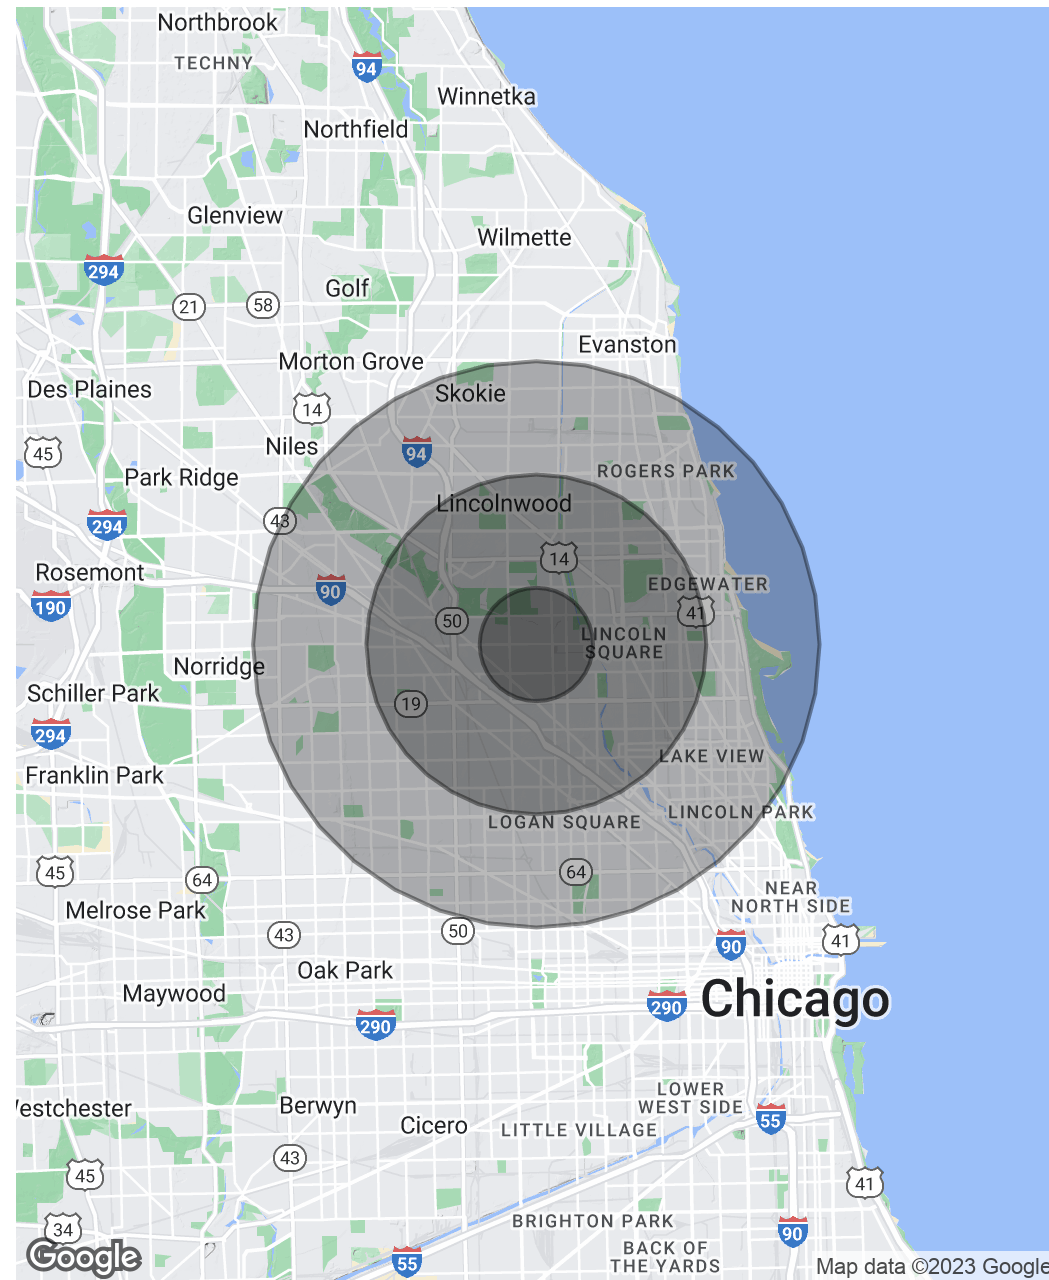 Northbrook
TECHNY
94
Winnetka
Northfield
Glenview
Wilmette
294
Golf
21
58
Evanston
Morton Grove
Des Plaines
Skokie
14
45
Niles
94
Park Ridge
ROGERS PARK
Lincolnwood
43
294
14
Rosemont
EDGEWATER
90
190
41
50
LINCOLN
SQUARE
Norridge
Schiller Park
19
294
LAKE VIEW
Franklin Park
LINCOLN PARK
LOGAN SQUARE
45
64
64
NEAR
NORTH SIDE
Melrose Park
43
50
90
41
Oak Park
Maywood
290
Chicago
290
LOWER
WEST SIDE
estchester
Berwyn
55
Cicero
LITTLE VILLAGE
43
45
41
BRIGHTON PARK
34
90
BACK OF
THE YARDS
Google
55
Map data ©2023 Google